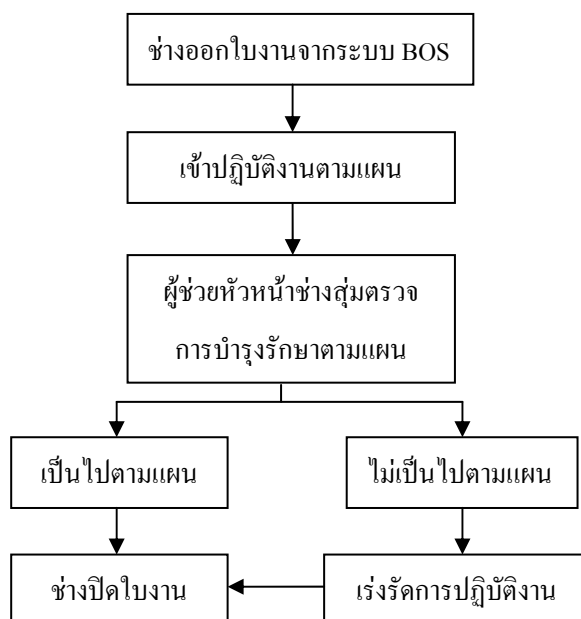 ช่างออกใบงานจากระบบ BOS
เข้าปฏิบัติงานตามแผน
ผู้ช่วยหัวหน้าช่างสุ่มตรวจ
การบำรุงรักษาตามแผน
เป็นไปตามแผน
ไม่เป็นไปตามแผน
ช่างปิดใบงาน
เร่งรัดการปฏิบัติงาน